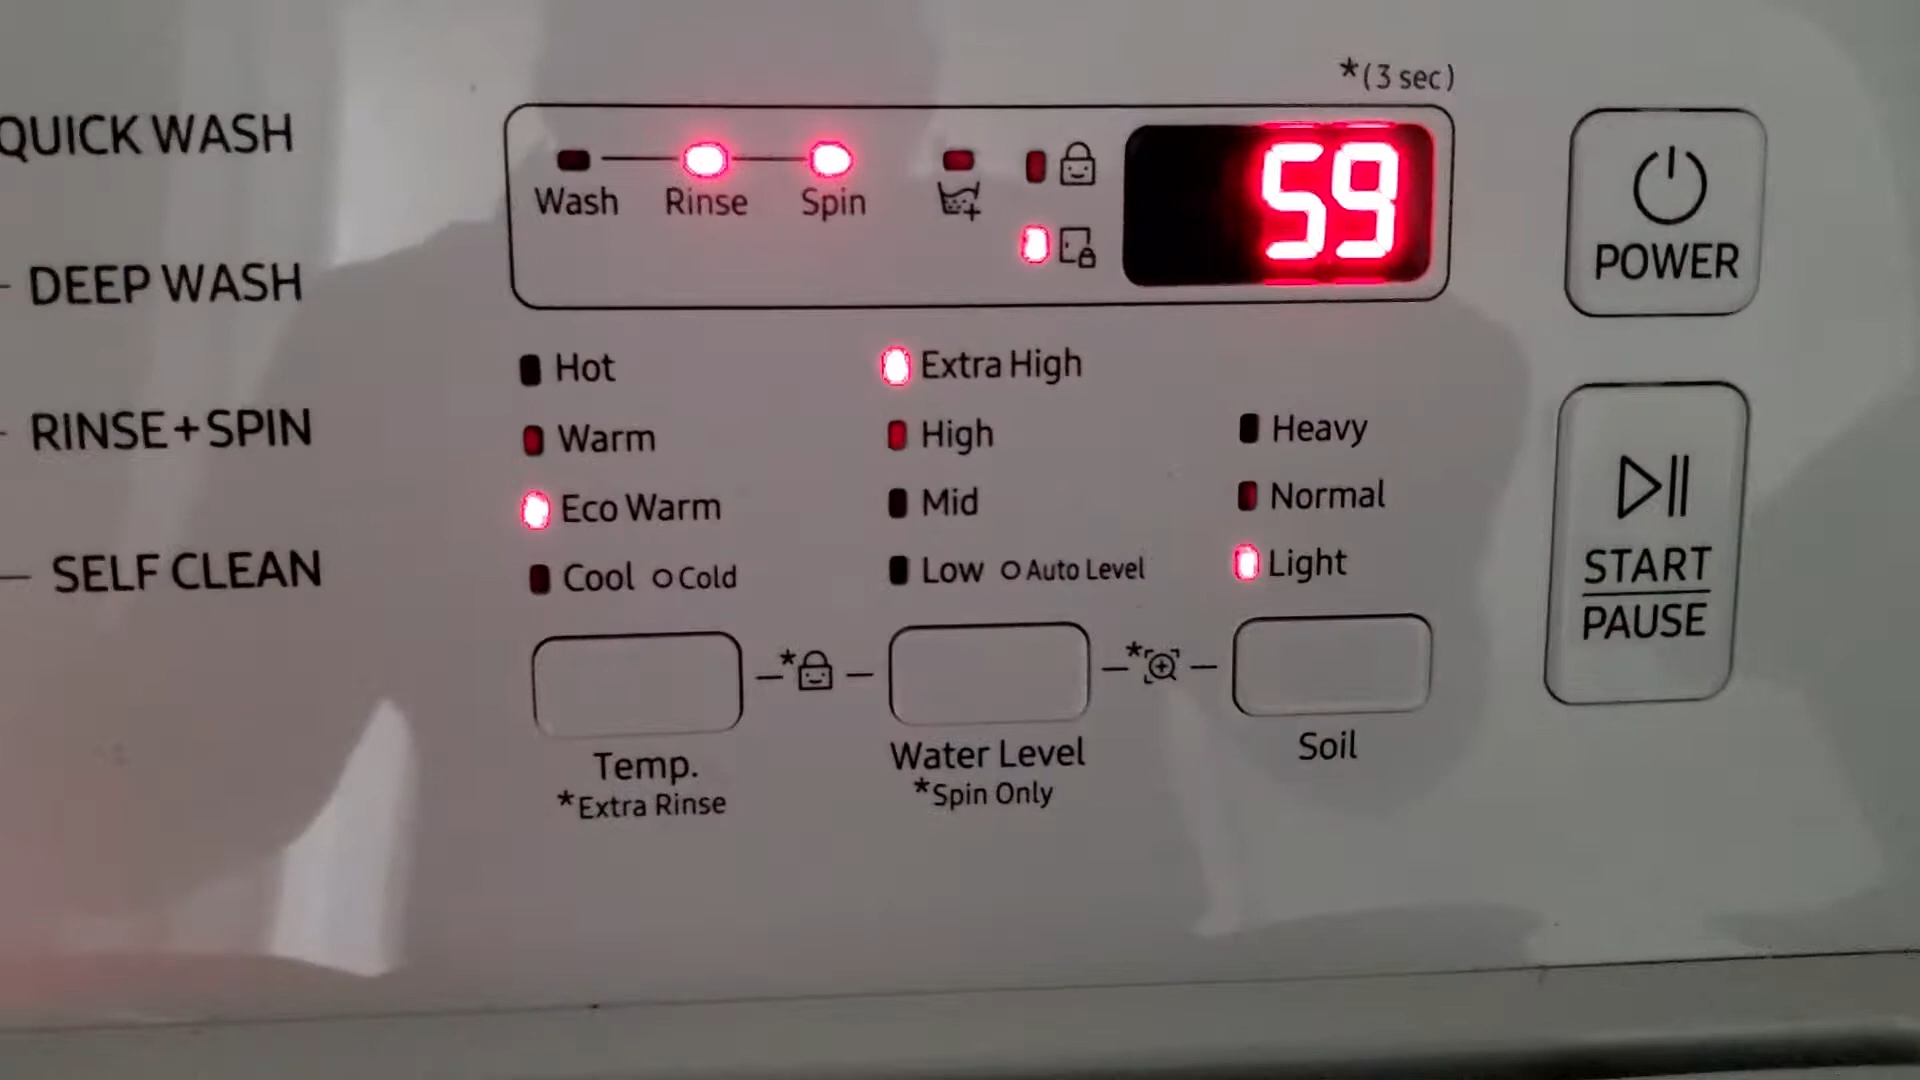 *(3 sec)
QUICK WASH
DEEP WASH
RINSE+SPIN
SELF CLEAN
Wash Rinse Spin
59
Hot
Warm
Eco Warm
Cool Cold
Temp.
*Extra Rinse
Extra High
High
Mid
Low Auto Level
Water Level
*Spin Only
Heavy
Normal
Light
Soil
POWER
START
PAUSE